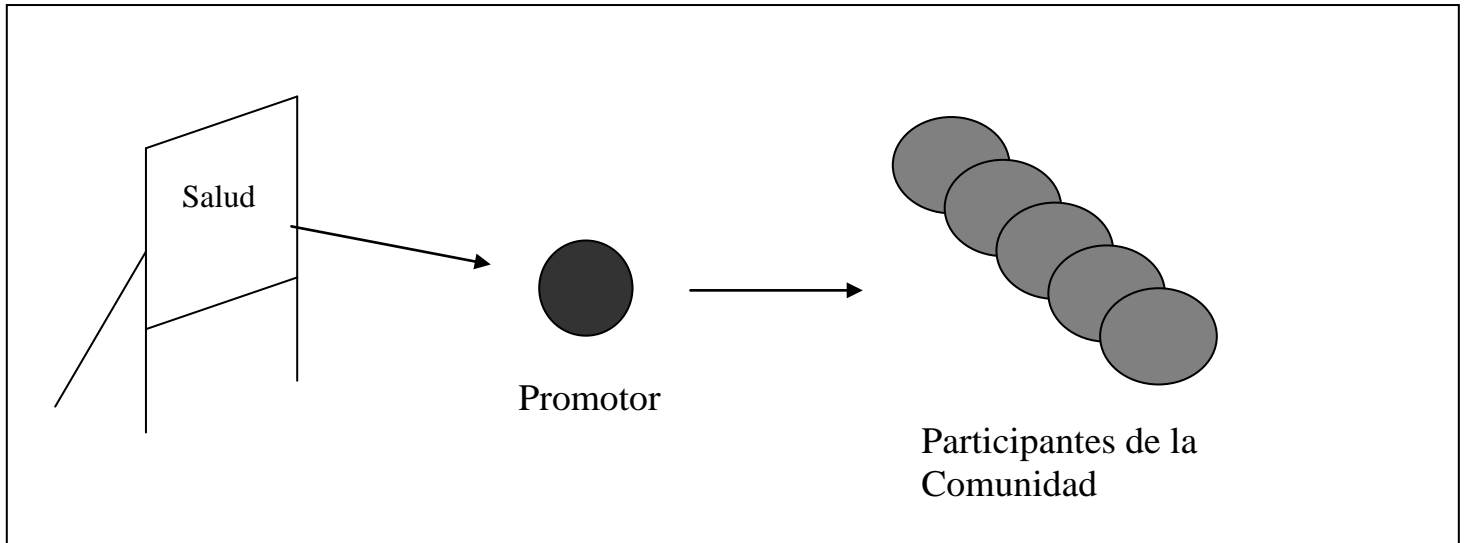 Salud
Promotor
Participantes de la
Comunidad